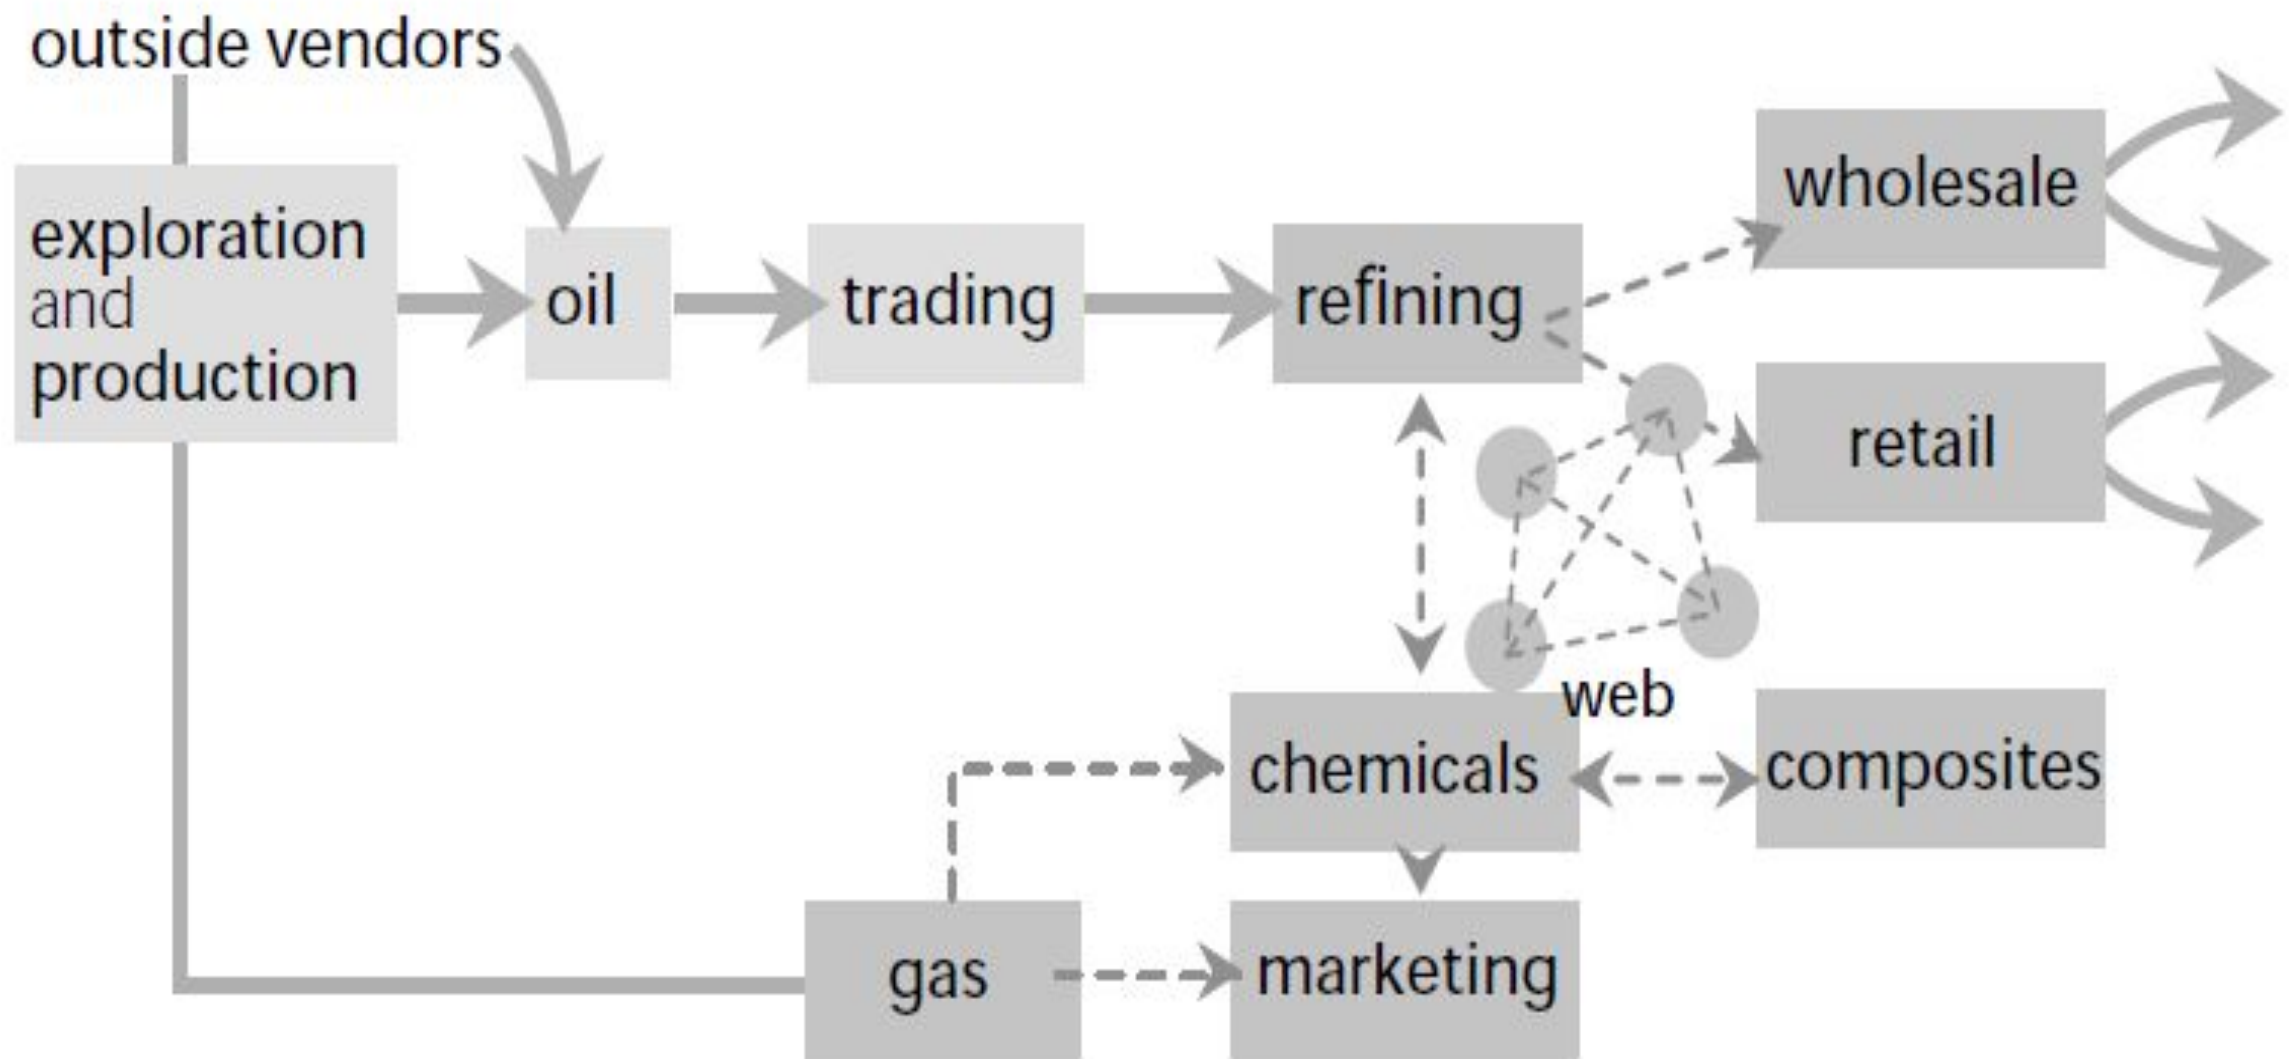 outside vendors
exploration
and
production
oil
trading
refining
wholesale
retail
web
chemicals
composites
gas
marketing